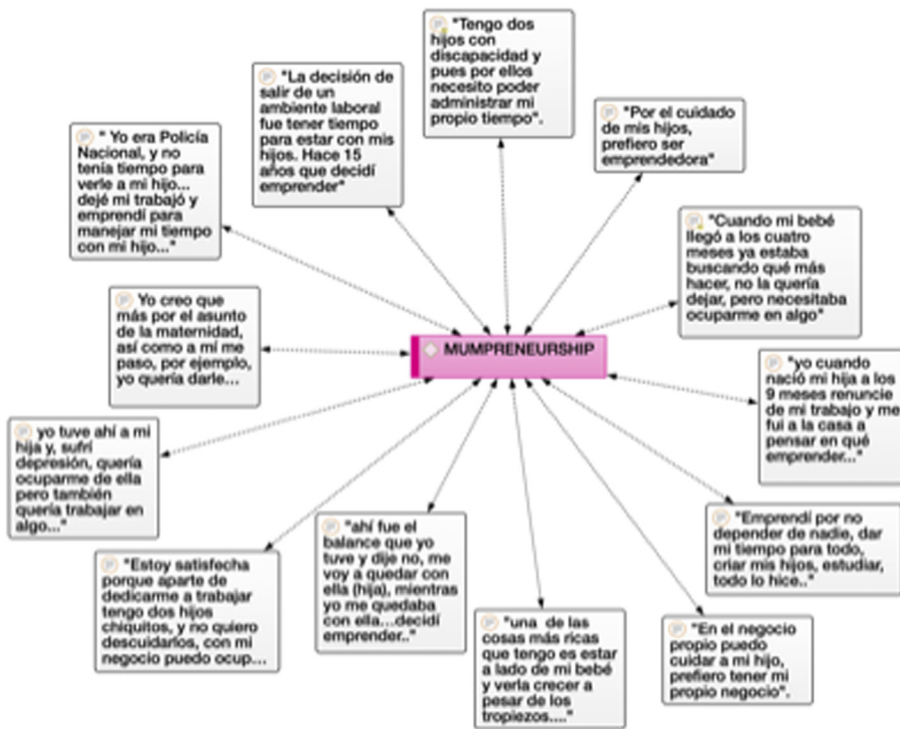 "Tengo dos
hijos con
discapacidad y
pues por ellos
necesito poder
administrar mi
propio tiempo".
"La decisión de
salir de un
ambiente laboral
fue tener tiempo
para estar con mis
hijos. Hace 15
años que decidí
emprender"
"Por el cuidado
de mis hijos,
prefiero ser
emprendedora"
" Yo era Policía
Nacional, y no
tenía tiempo para
verle a mi hijo...
dejé mi trabajó y
emprendí para
manejar mi tiempo
con mi hijo..."
"Cuando mi bebé
llegó a los cuatro
meses ya estaba
buscando qué más
hacer, no la quería
dejar, pero necesitaba
ocuparme en algo"
Yo creo que
más por el asunto
de la maternidad,
así como a mí me
paso, por ejemplo,
yo quería darle...
MUMPRENEURSHIP
"yo cuando
nació mi hija a los
9 meses renuncie
de mi trabajo y me
fui a la casa a
pensar en qué
emprender..."
yo tuve ahí a mi
hija y, sufrí
depresión, quería
ocuparme de ella
pero también
quería trabajar en
algo..."
"Emprendí por no
depender de nadie, dar
mi tiempo para todo,
criar mis hijos, estudiar,
todo lo hice.."
"Estoy satisfecha
porque aparte de
dedicarme a trabajar
tengo dos hijos
chiquitos, y no quiero
descuidarlos, con mi
negocio puedo ocup...
"ahí fue el
balance que yo
tuve y dije no, me
voy a quedar con
ella (hija), mientras
yo me quedaba
con ella...decidí
emprender.."
"una  de las
cosas más ricas
que tengo es estar
a lado de mi bebé
y verla crecer a
pesar de los
tropiezos...."
"En el negocio
propio puedo
cuidar a mi hijo,
prefiero tener mi
propio negocio".